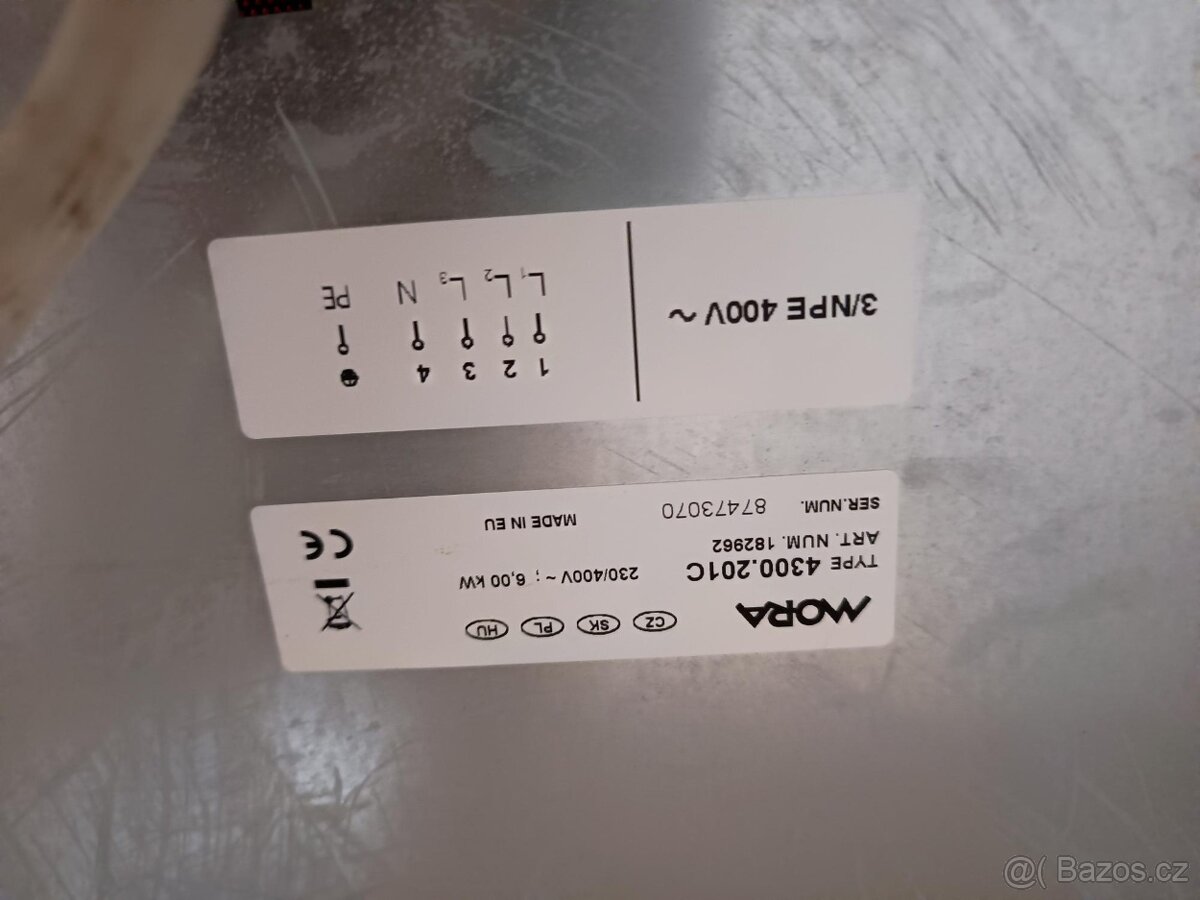 MORA CZ SK PL HU
TYPE 4300.201C 230/400V ~ ; 6,00 kW
ART. NUM. 182962
SER.NUM. 87473070 MADE IN EU
CE
3/NPE 400V ~
1 2 3 4
L1 L2 L3 N PE
@( Bazos.cz